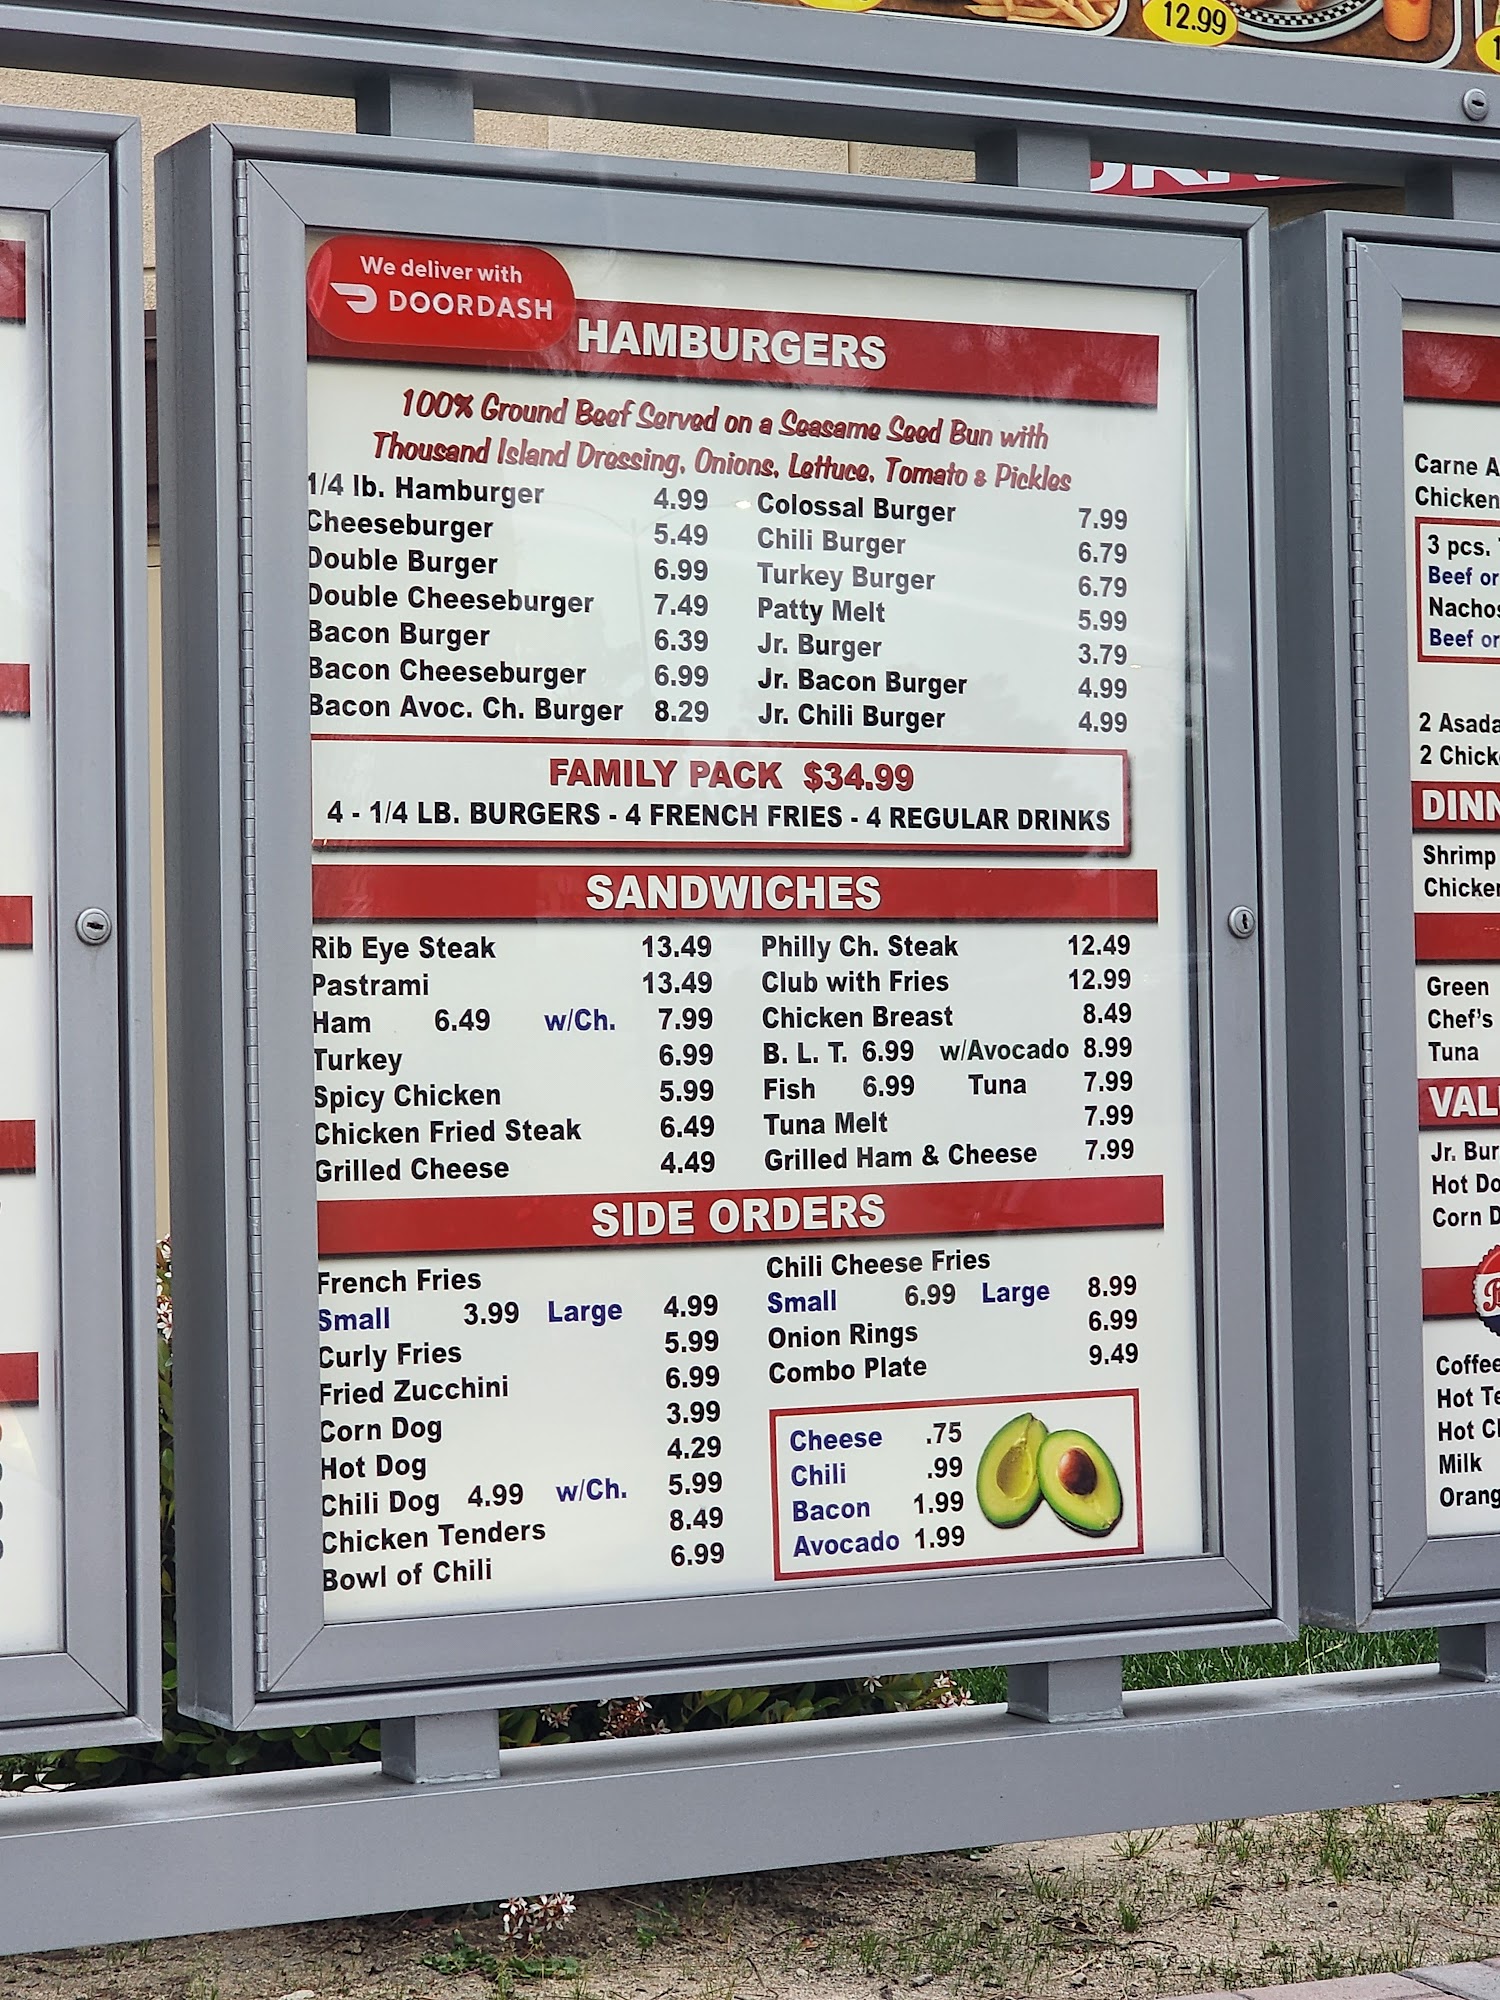 12.99
We deliver with
DOORDASH
HAMBURGERS
100% Ground Beef Served on a Seasame Seed Bun with
Thousand Island Dressing, Onions, Lettuce, Tomato & Pickles
1/4 lb. Hamburger 4.99
Cheeseburger 5.49
Double Burger 6.99
Double Cheeseburger 7.49
Bacon Burger 6.39
Bacon Cheeseburger 6.99
Bacon Avoc. Ch. Burger 8.29
Colossal Burger 7.99
Chili Burger 6.79
Turkey Burger 6.79
Patty Melt 5.99
Jr. Burger 3.79
Jr. Bacon Burger 4.99
Jr. Chili Burger 4.99
FAMILY PACK $34.99
4 - 1/4 LB. BURGERS - 4 FRENCH FRIES - 4 REGULAR DRINKS
SANDWICHES
Rib Eye Steak 13.49
Pastrami 13.49
Ham 6.49 w/Ch. 7.99
Turkey 6.99
Spicy Chicken 5.99
Chicken Fried Steak 6.49
Grilled Cheese 4.49
Philly Ch. Steak 12.49
Club with Fries 12.99
Chicken Breast 8.49
B. L. T. 6.99 w/Avocado 8.99
Fish 6.99 Tuna 7.99
Tuna Melt 7.99
Grilled Ham & Cheese 7.99
SIDE ORDERS
French Fries
Small 3.99 Large 4.99
Curly Fries 5.99
Fried Zucchini 6.99
Corn Dog 3.99
Hot Dog 4.29
Chili Dog 4.99 w/Ch. 5.99
Chicken Tenders 8.49
Bowl of Chili 6.99
Chili Cheese Fries
Small 6.99 Large 8.99
Onion Rings 6.99
Combo Plate 9.49
Cheese .75
Chili .99
Bacon 1.99
Avocado 1.99
Carne A
Chicken
3 pcs.
Beef or
Nachos
Beef or
2 Asada
2 Chick
DINN
Shrimp
Chicken
Green
Chef's
Tuna
VAL
Jr. Bur
Hot Do
Corn D
Coffee
Hot Te
Hot Ch
Milk
Orang